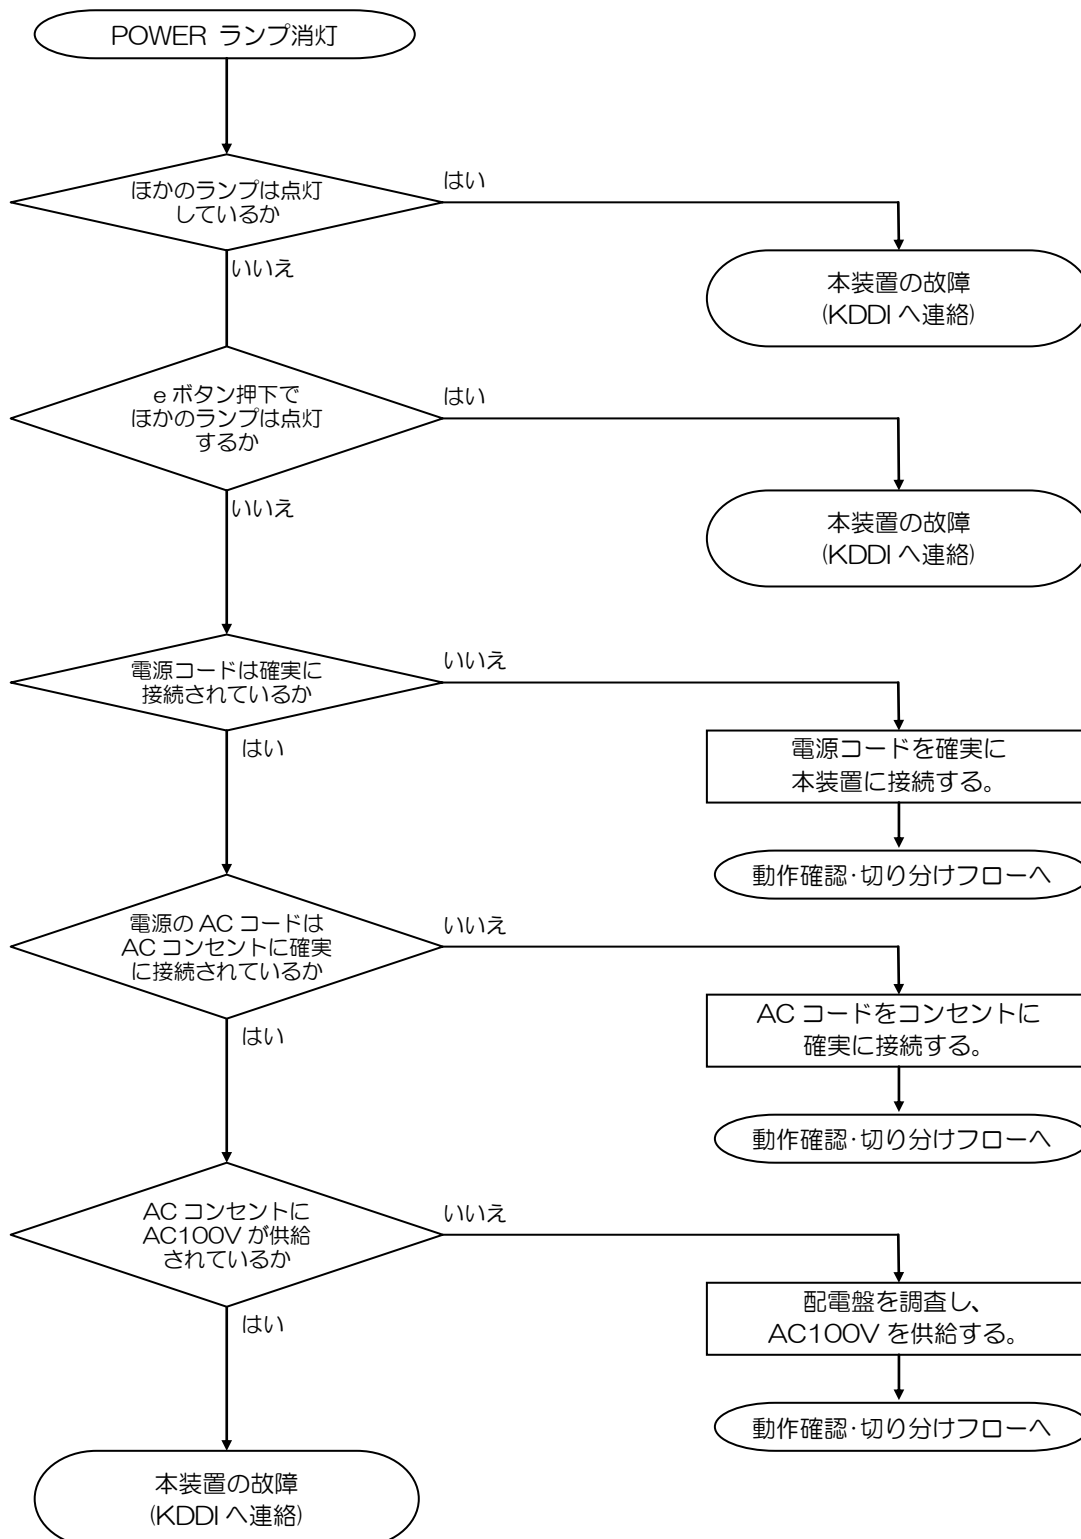 POWER ランプ消灯
ほかのランプは点灯
しているか
はい
本装置の故障
(KDDI へ連絡)
いいえ
e ボタン押下で
ほかのランプは点灯
するか
はい
本装置の故障
(KDDI へ連絡)
いいえ
電源コードは確実に
接続されているか
いいえ
電源コードを確実に
本装置に接続する。
動作確認・切り分けフローへ
はい
電源の AC コードは
AC コンセントに確実
に接続されているか
いいえ
AC コードをコンセントに
確実に接続する。
動作確認・切り分けフローへ
はい
AC コンセントに
AC100V が供給
されているか
いいえ
配電盤を調査し、
AC100V を供給する。
動作確認・切り分けフローへ
はい
本装置の故障
(KDDI へ連絡)